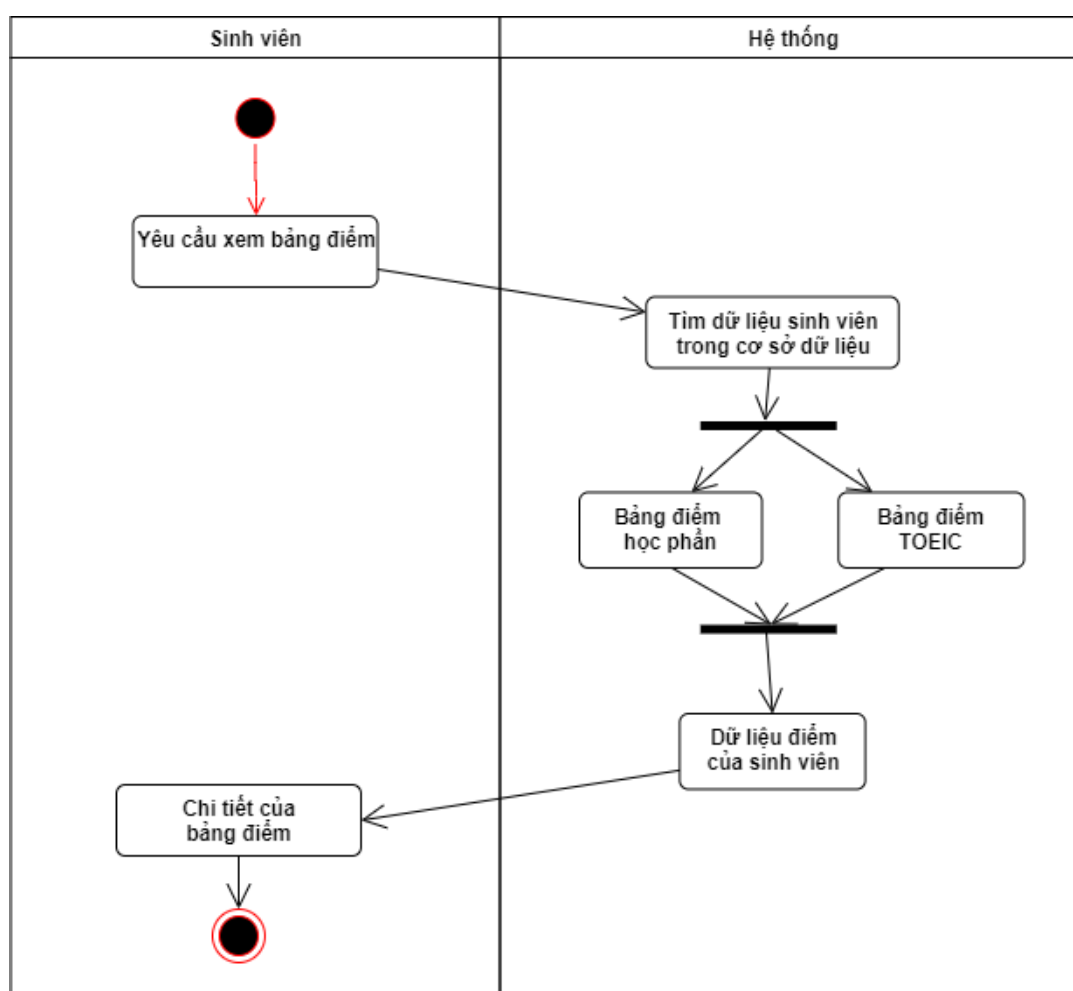 Sinh viên
Hệ thống
Yêu cầu xem bảng điểm
Tìm dữ liệu sinh viên
trong cơ sở dữ liệu
Bảng điểm
học phần
Bảng điểm
TOEIC
Dữ liệu điểm
của sinh viên
Chi tiết của
bảng điểm